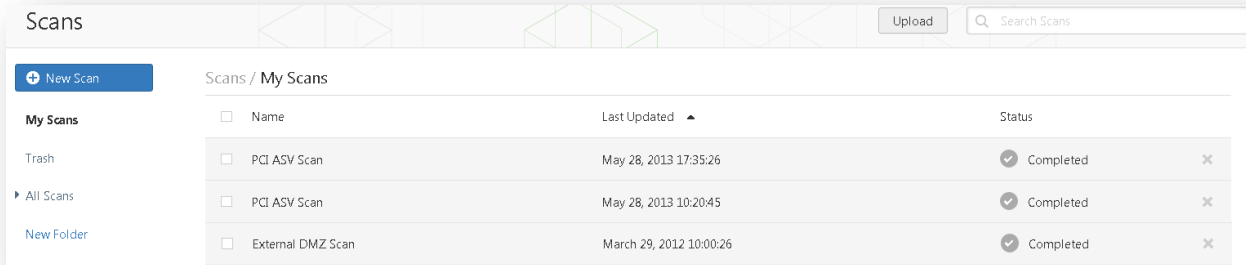 Scans
Upload
Search Scans
New Scan
Scans / My Scans
My Scans
Name Last Updated Status
Trash
PCI ASV Scan May 28, 2013 17:35:26 Completed
All Scans
PCI ASV Scan May 28, 2013 10:20:45 Completed
New Folder
External DMZ Scan March 29, 2012 10:00:26 Completed